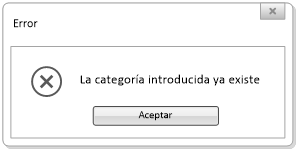 Error
La categoría introducida ya existe
Aceptar